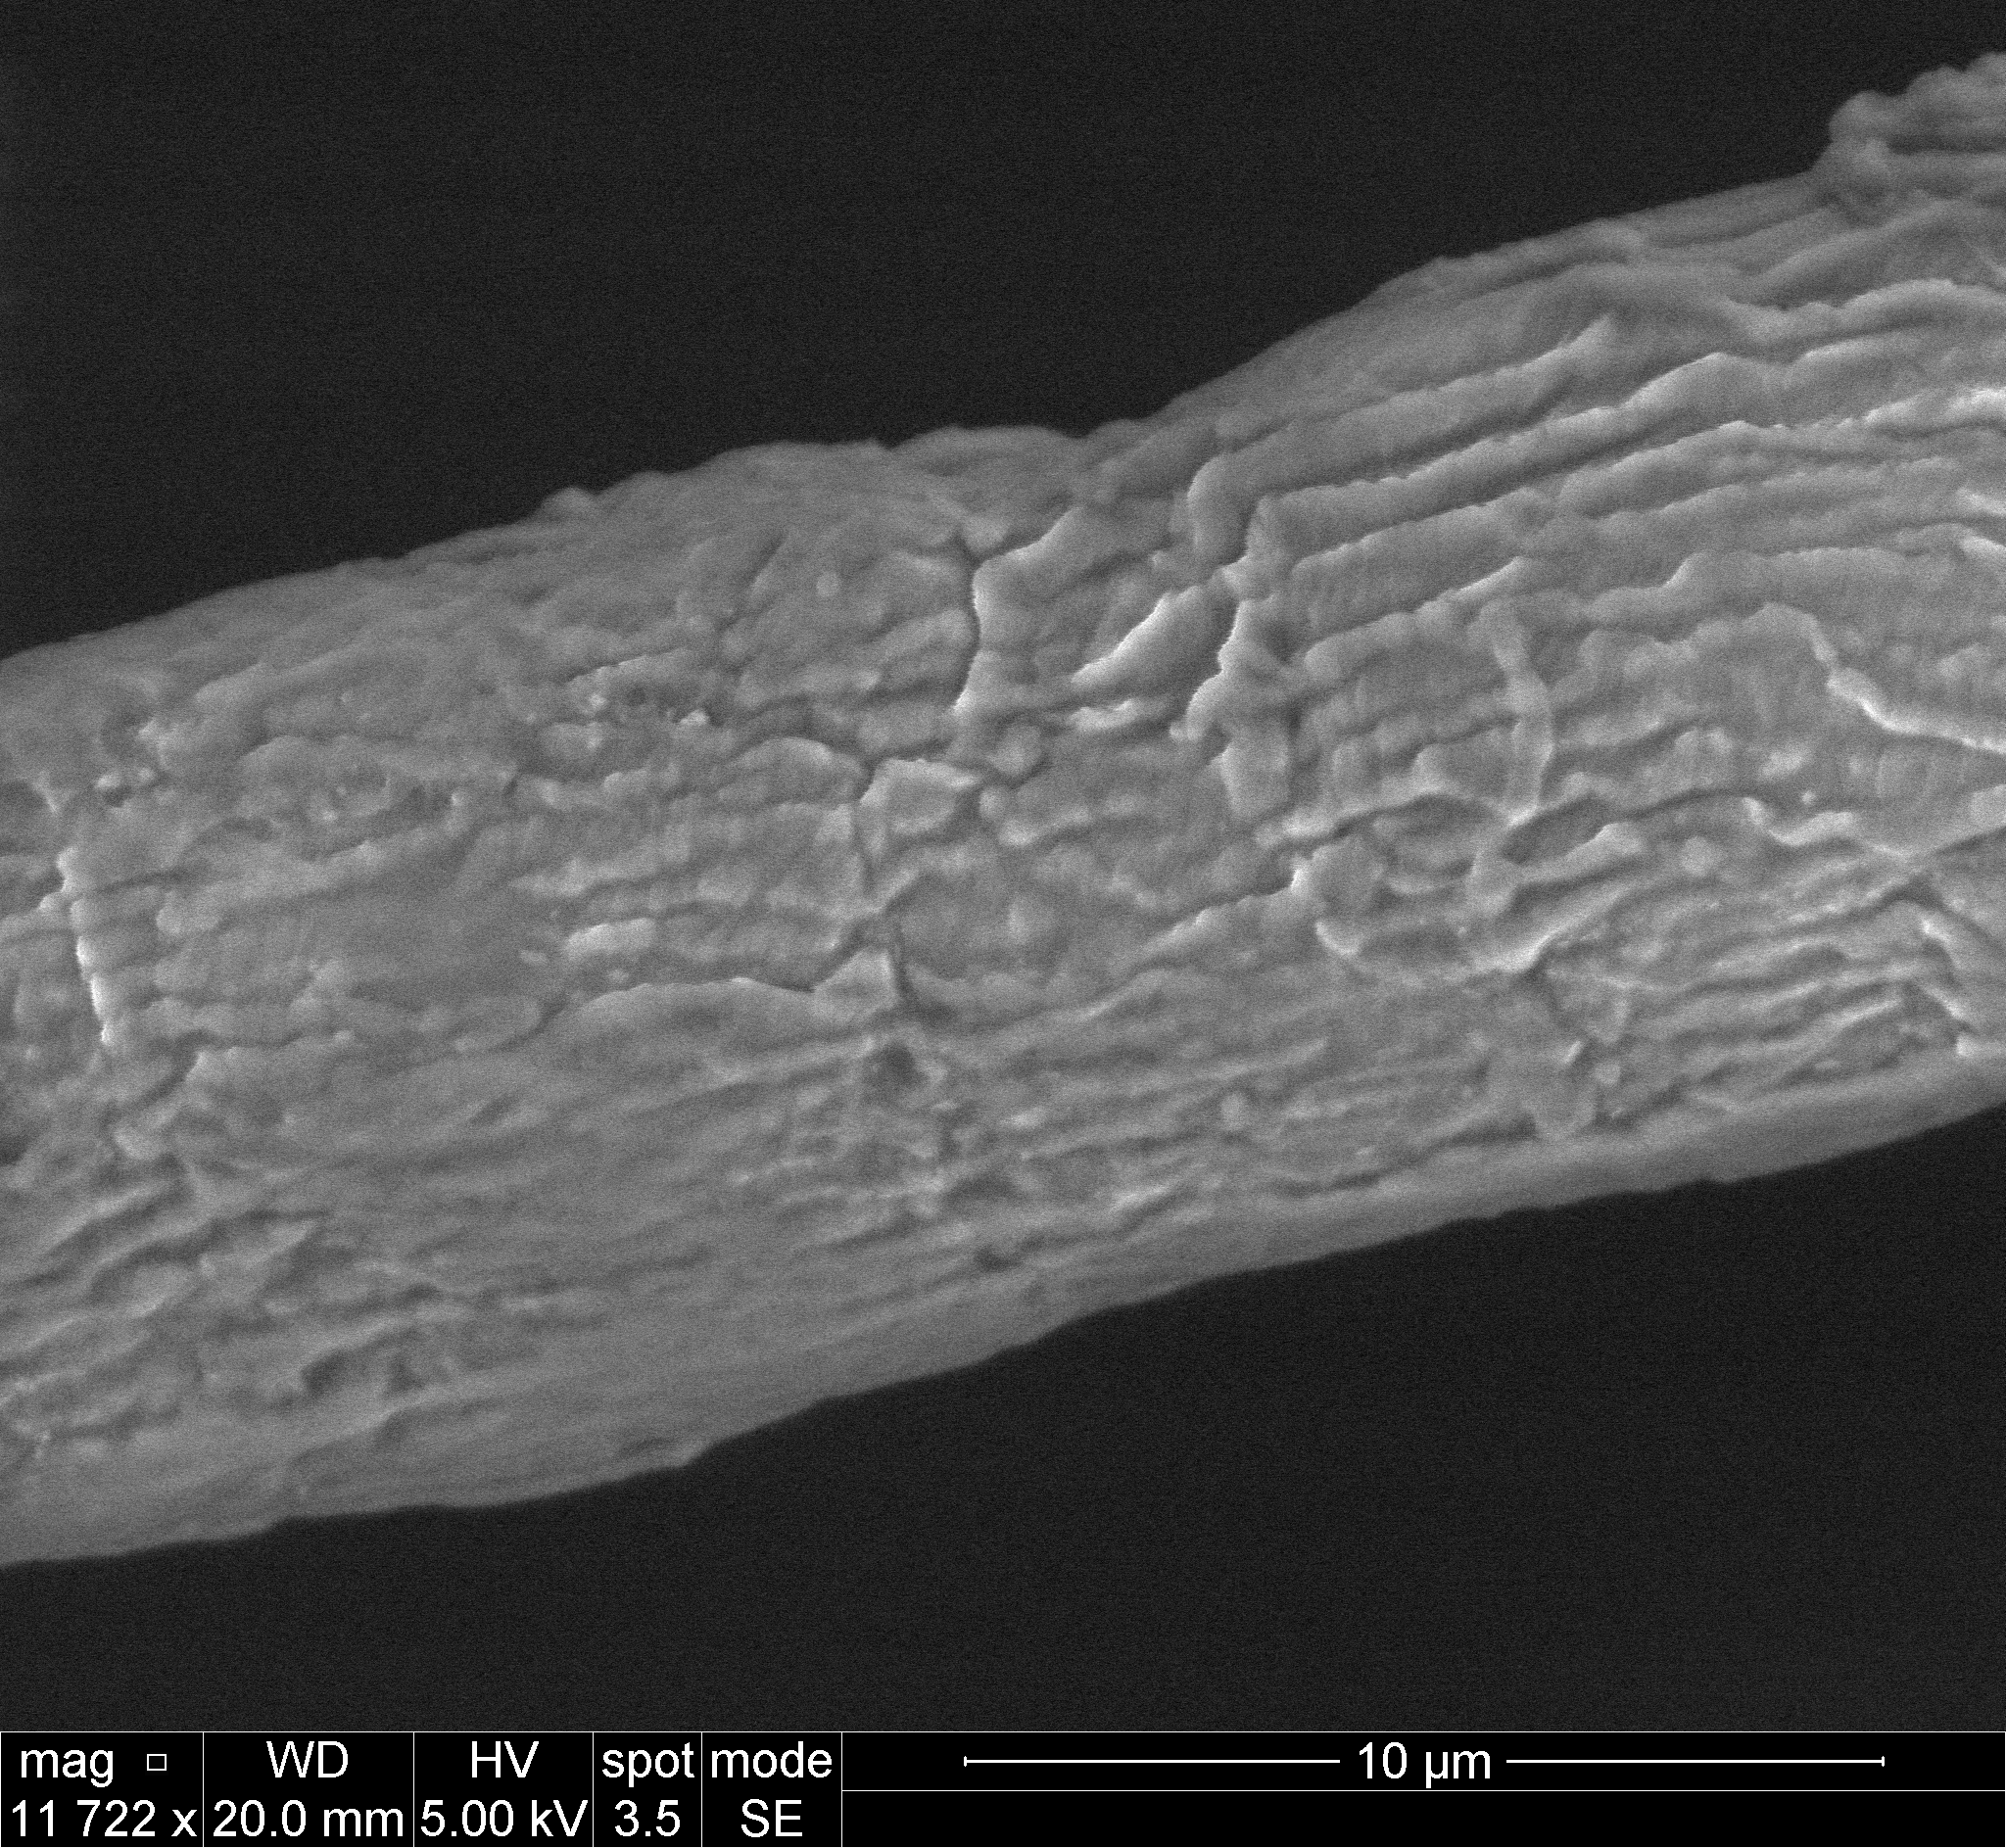 mag □ WD HV spot mode 10 µm
11 722 x 20.0 mm 5.00 kV 3.5 SE